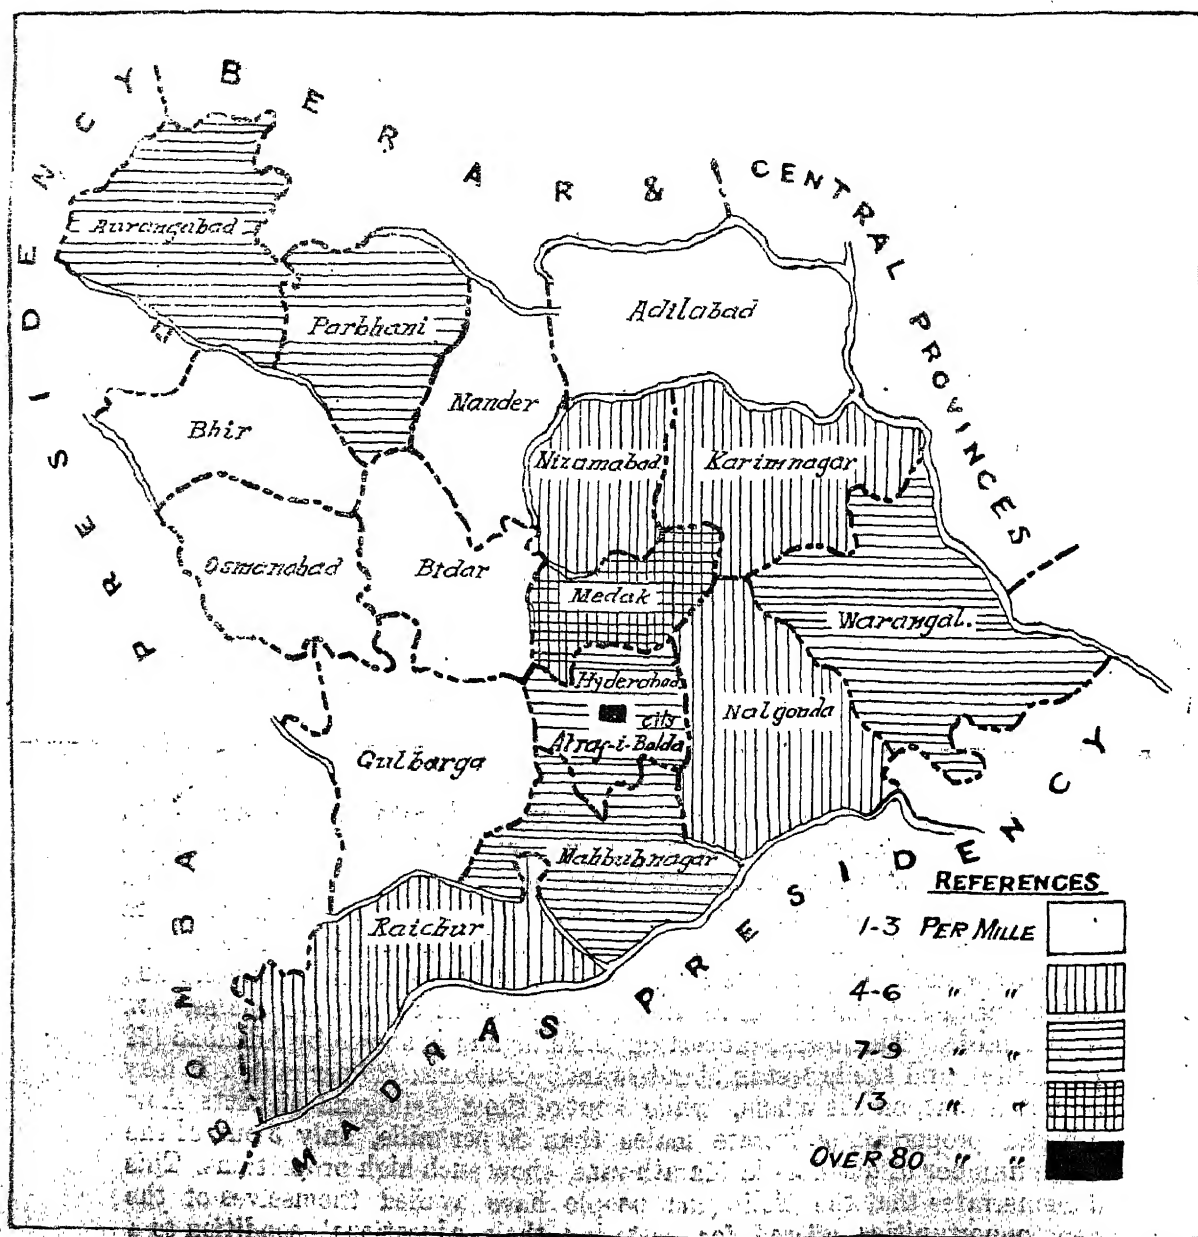 BERAR & CENTRAL PROVINCES
BOMBAY PRESIDENCY
Aurangabad
Parbhani
Adilabad
Nander
Bhir
Nizamabad
Karimnagar
Osmanabad
Bidar
Medak
Warangal.
Hyderabad
City
Nalgonda
Atraf-i-Balda
Gulbarga
Mahbubnagar
Raichur
MADRAS PRESIDENCY
REFERENCES
1-3 PER MILLE
4-6 " "
7-9 " "
13 " "
OVER 80 " "